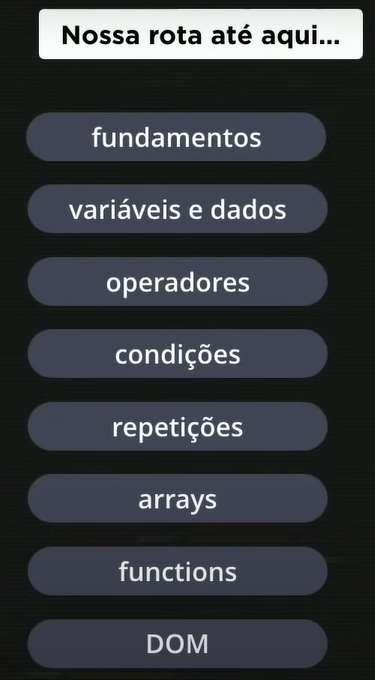 Nossa rota até aqui...
fundamentos
variáveis e dados
operadores
condições
repetições
arrays
functions
DOM